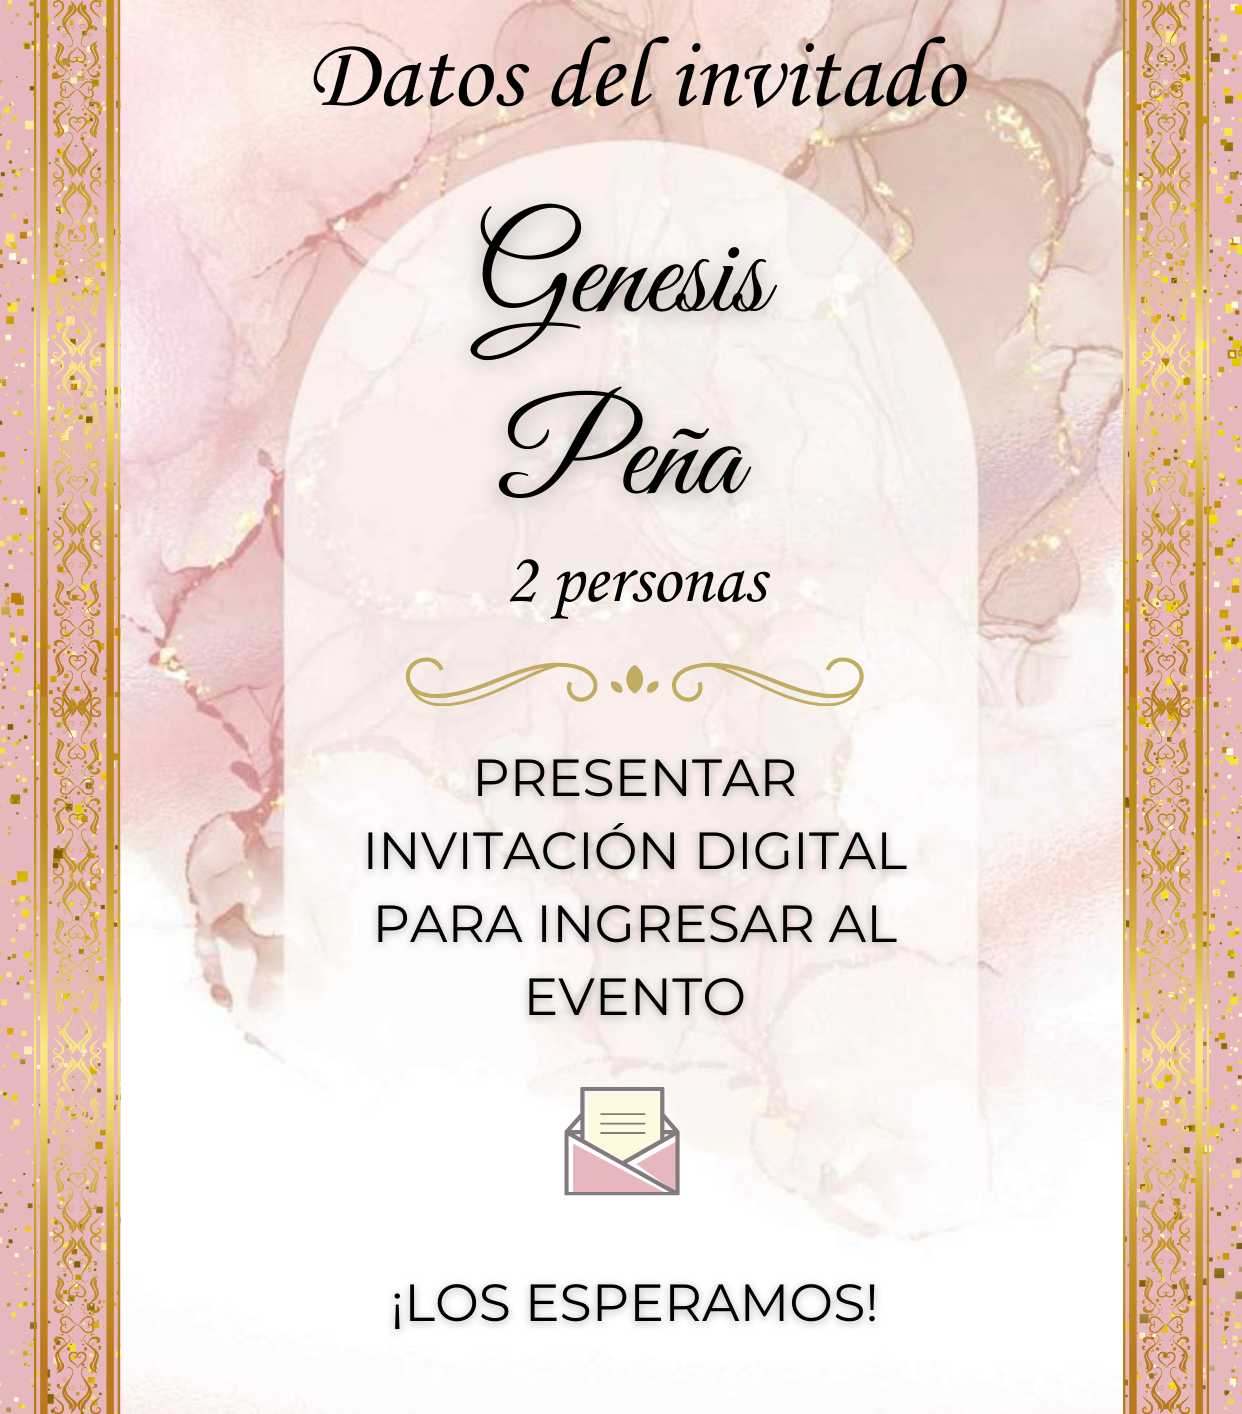 Datos del invitado
Genesis
Peña
2 personas
PRESENTAR
INVITACIÓN DIGITAL
PARA INGRESAR AL
EVENTO
¡LOS ESPERAMOS!